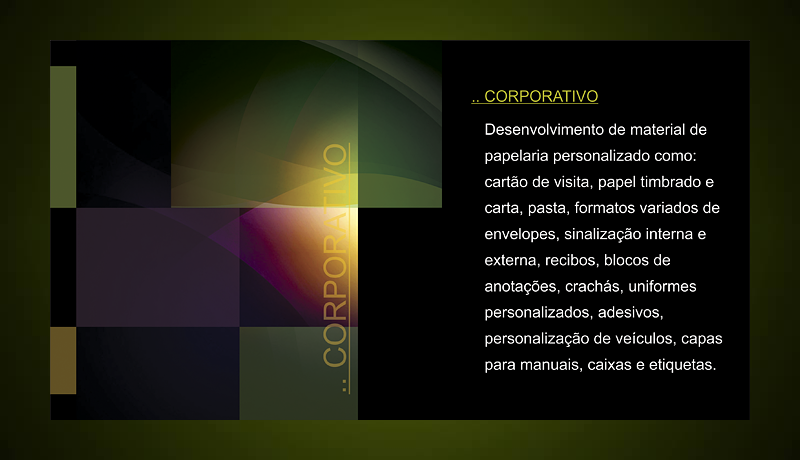 .. CORPORATIVO
.. CORPORATIVO
Desenvolvimento de material de
papelaria personalizado como:
cartão de visita, papel timbrado e
carta, pasta, formatos variados de
envelopes, sinalização interna e
externa, recibos, blocos de
anotações, crachás, uniformes
personalizados, adesivos,
personalização de veículos, capas
para manuais, caixas e etiquetas.